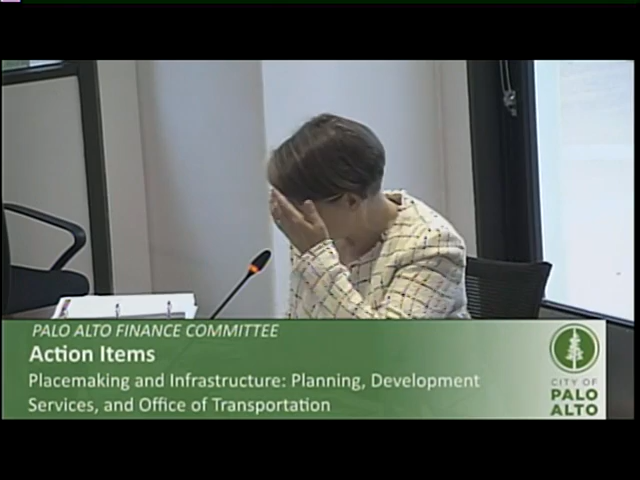 PALO ALTO FINANCE COMMITTEE
Action Items
Placemaking and Infrastructure: Planning, Development
Services, and Office of Transportation
CITY OF
PALO
ALTO